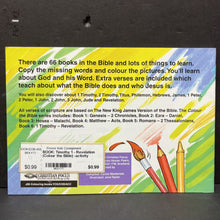 There are 66 books in the Bible and lots of things to learn.
Copy the missing words and colour the pictures. You'll learn
about God and his Word. Extra verses are included which
teach about what the Bible does and who Jesus is.
You will discover about 1 Timothy, 2 Timothy, Titus, Philemon, Hebrews, James, 1 Peter,
2 Peter, 1 John, 2 John, 3 John, Jude and Revelation.
All verses of scripture are based on The New King James Version of the Bible. The Colour
the Bible series includes: Book 1: Genesis - 2 Chronicles, Book 2: Ezra - Daniel,
Book 3: Hosea - Malachi, Book 4: Matthew - Acts, Book 5: Romans - 2 Thessalonians,
Book 6: 1 Timothy - Revelation.
BOOK: Timothy 1 - Revelation
(Colour the Bible) -activity
$0.99
$0.99
CHRISTIAN FOCUS